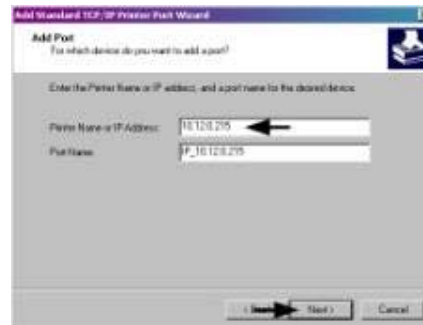 Add Standard TCP/IP Printer Port Wizard
Add Port
For which device do you want to add a port?
Enter the Printer Name or IP address, and a port name for the desired device.
Printer Name or IP Address: 10.12.0.215
Port Name: IP_10.12.0.215
Next >
Cancel